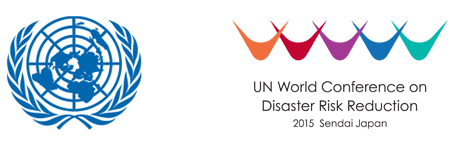 UN World Conference on
Disaster Risk Reduction
2015 Sendai Japan